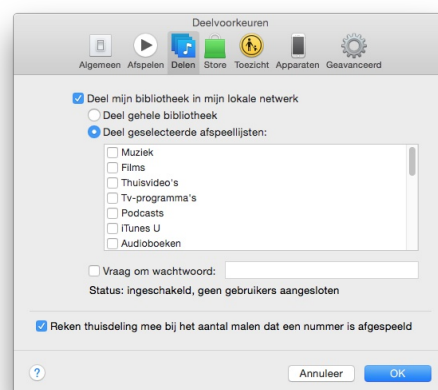 Deelvoorkeuren
Algemeen Afspelen Delen Store Toezicht Apparaten Geavanceerd
Deel mijn bibliotheek in mijn lokale netwerk
Deel gehele bibliotheek
Deel geselecteerde afspeellijsten:
Muziek
Films
Thuisvideo's
Tv-programma's
Podcasts
iTunes U
Audioboeken
Vraag om wachtwoord:
Status: ingeschakeld, geen gebruikers aangesloten
Reken thuisdeling mee bij het aantal malen dat een nummer is afgespeeld
? Annuleer OK